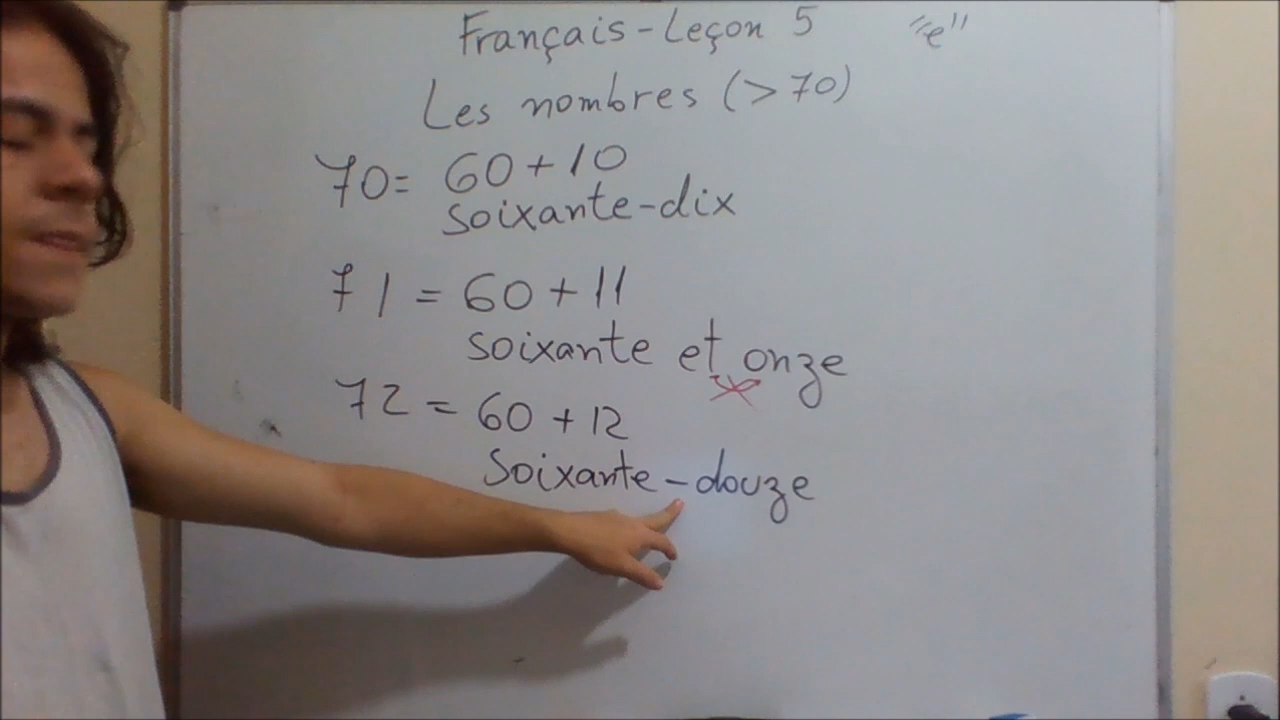 Français - Leçon 5 "e"
Les nombres (> 70)
70 = 60 + 10
soixante-dix
71 = 60 + 11
soixante et onze
72 = 60 + 12
Soixante-douze